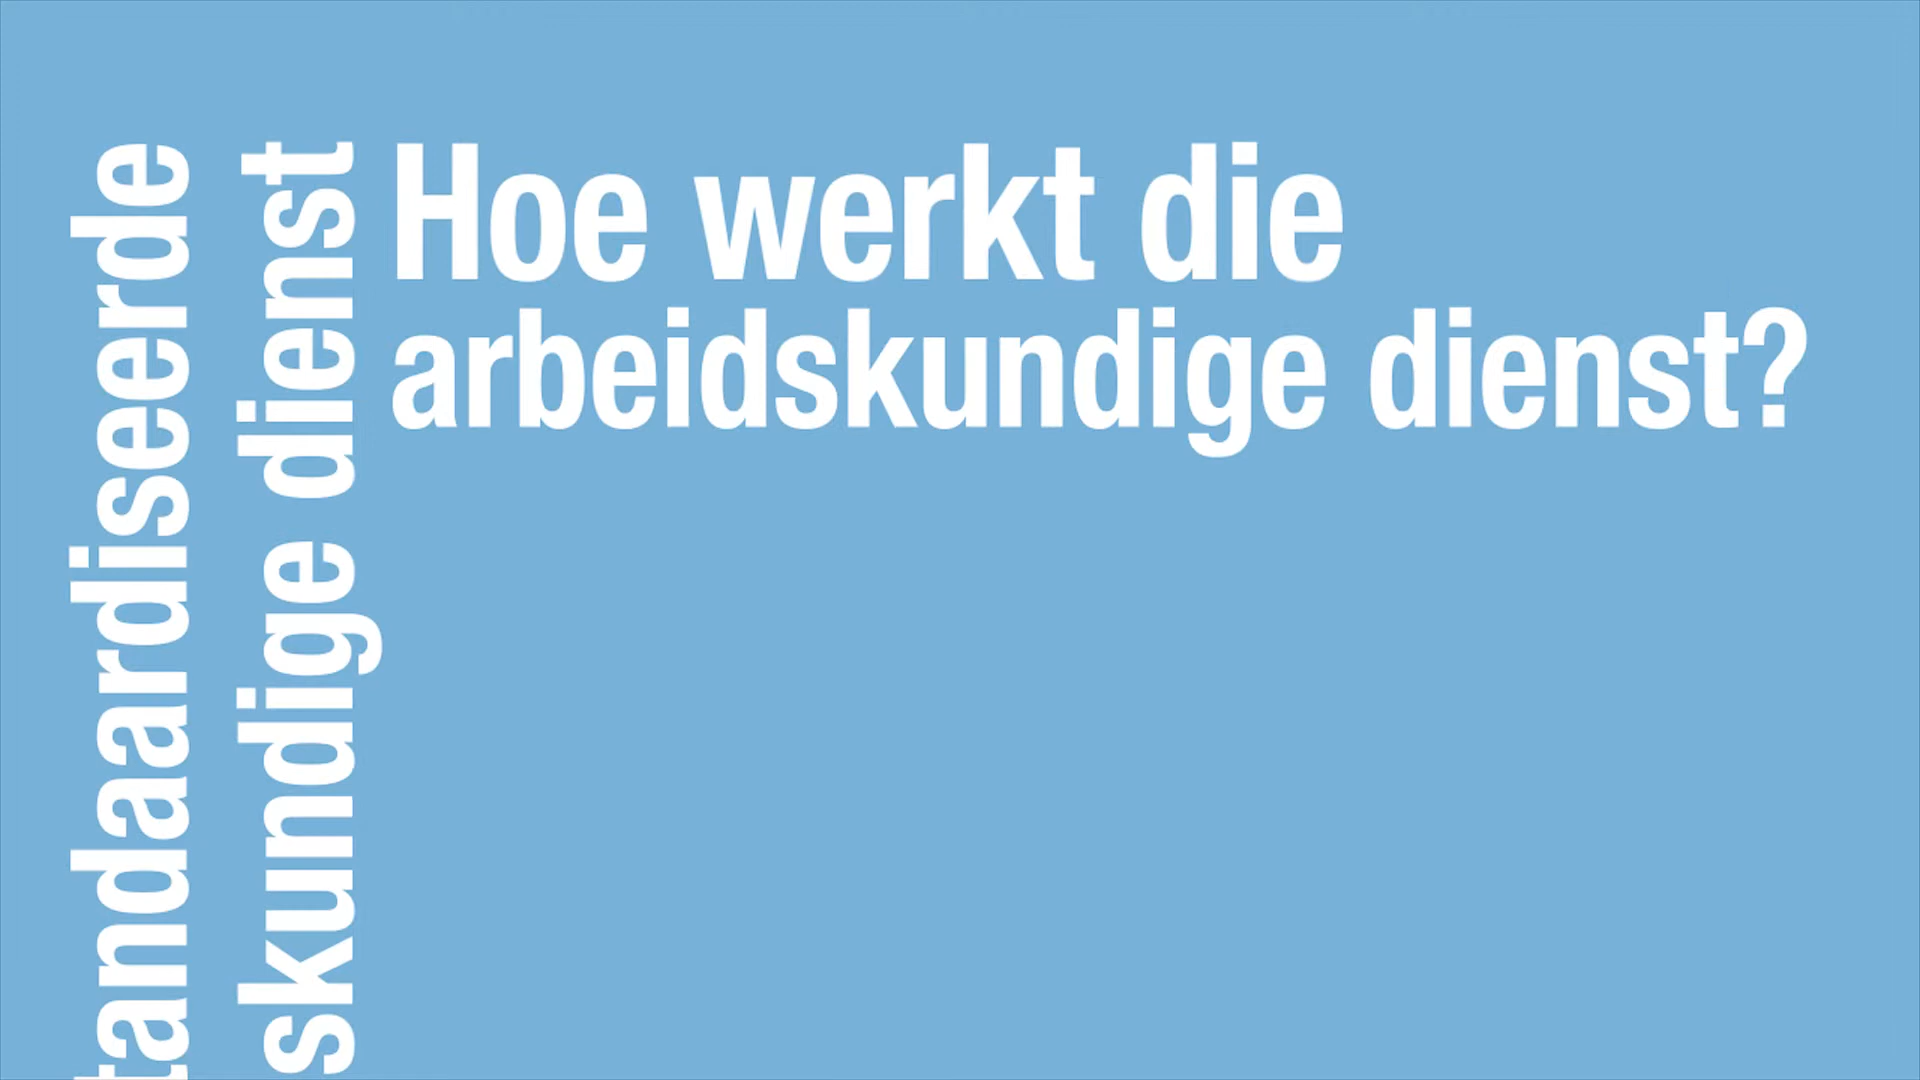 tandaardiseerde
skundige dienst
Hoe werkt die
arbeidskundige dienst?